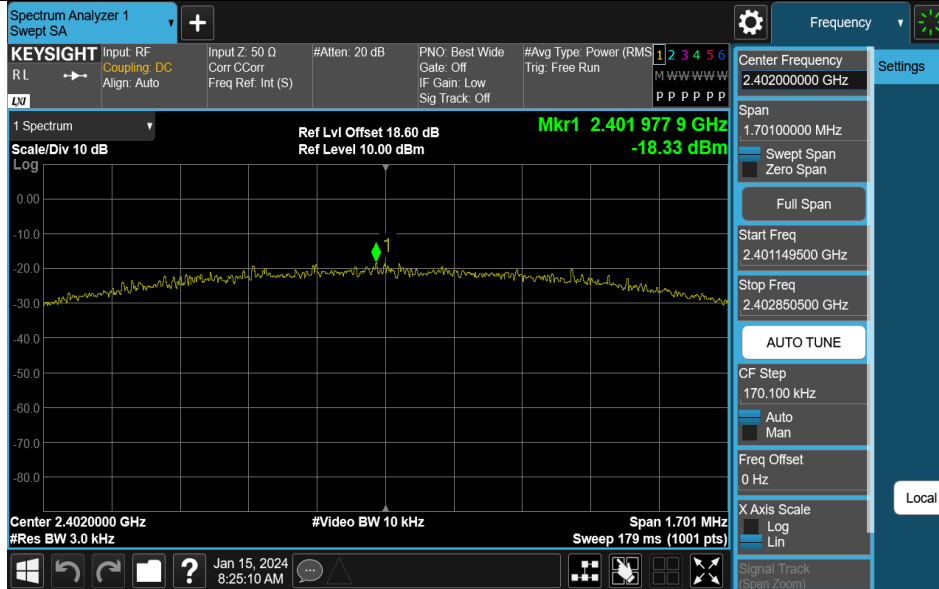 Spectrum Analyzer 1
Swept SA
▼
+
Frequency
▼
KEYSIGHT
R L
LXI
Input: RF
Coupling: DC
Align: Auto
Input Z: 50 Ω
Corr CCorr
Freq Ref: Int (S)
#Atten: 20 dB
PNO: Best Wide
Gate: Off
IF Gain: Low
Sig Track: Off
#Avg Type: Power (RMS
Trig: Free Run
1 2 3 4 5 6
M W W W W W
P P P P P P
1 Spectrum
▼
Scale/Div 10 dB
Log
Ref Lvl Offset 18.60 dB
Ref Level 10.00 dBm
Mkr1 2.401 977 9 GHz
-18.33 dBm
0.00
-10.0
-20.0
-30.0
-40.0
-50.0
-60.0
-70.0
-80.0
1
Center 2.4020000 GHz
#Res BW 3.0 kHz
#Video BW 10 kHz
Span 1.701 MHz
Sweep 179 ms (1001 pts)
Center Frequency
2.402000000 GHz
Span
1.70100000 MHz
Swept Span
Zero Span
Full Span
Start Freq
2.401149500 GHz
Stop Freq
2.402850500 GHz
AUTO TUNE
CF Step
170.100 kHz
Auto
Man
Freq Offset
0 Hz
X Axis Scale
Log
Lin
Signal Track
(Span Zoom)
Settings
Local
?
Jan 15, 2024
8:25:10 AM